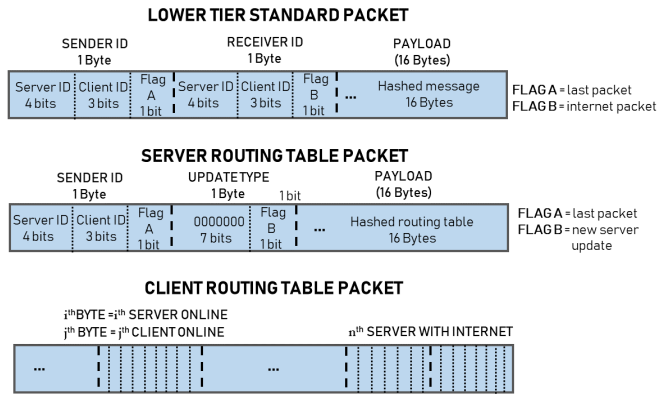 LOWER TIER STANDARD PACKET
SENDER ID
1 Byte
RECEIVER ID
1 Byte
PAYLOAD
(16 Bytes)
Server ID
4 bits
Client ID
3 bits
Flag
A
1 bit
Server ID
4 bits
Client ID
3 bits
Flag
B
1 bit
...
Hashed message
16 Bytes
FLAG A = last packet
FLAG B = internet packet
SERVER ROUTING TABLE PACKET
SENDER ID
1 Byte
UPDATE TYPE
1 Byte
1 bit
PAYLOAD
(16 Bytes)
Server ID
4 bits
Client ID
3 bits
Flag
A
1 bit
0000000
7 bits
Flag
B
1 bit
...
Hashed routing table
16 Bytes
FLAG A = last packet
FLAG B = new server
update
CLIENT ROUTING TABLE PACKET
iᵗʰ BYTE = iᵗʰ SERVER ONLINE
jᵗʰ BYTE = jᵗʰ CLIENT ONLINE
nᵗʰ SERVER WITH INTERNET
...
...